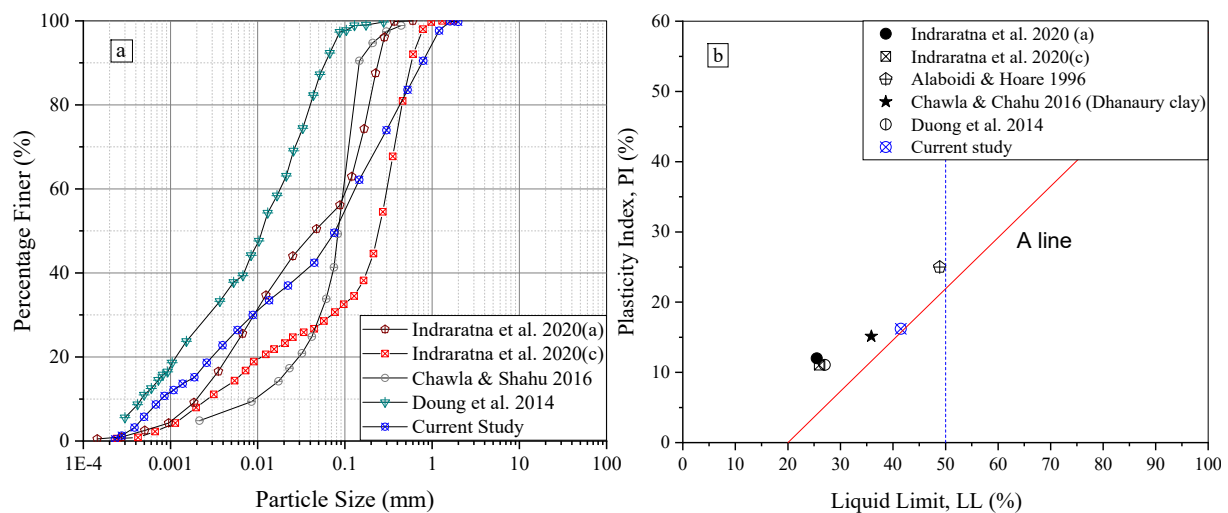 a
100
80
60
40
20
0
Percentage Finer (%)
1E-4 0.001 0.01 0.1 1 10 100
Particle Size (mm)
Indraratna et al. 2020(a)
Indraratna et al. 2020(c)
Chawla & Shahu 2016
Doung et al. 2014
Current Study
b
60
50
40
30
20
10
0
Plasticity Index, PI (%)
0 10 20 30 40 50 60 70 80 90 100
Liquid Limit, LL (%)
Indraratna et al. 2020 (a)
Indraratna et al. 2020(c)
Alaboidi & Hoare 1996
Chawla & Chahu 2016 (Dhanaury clay)
Duong et al. 2014
Current study
A line